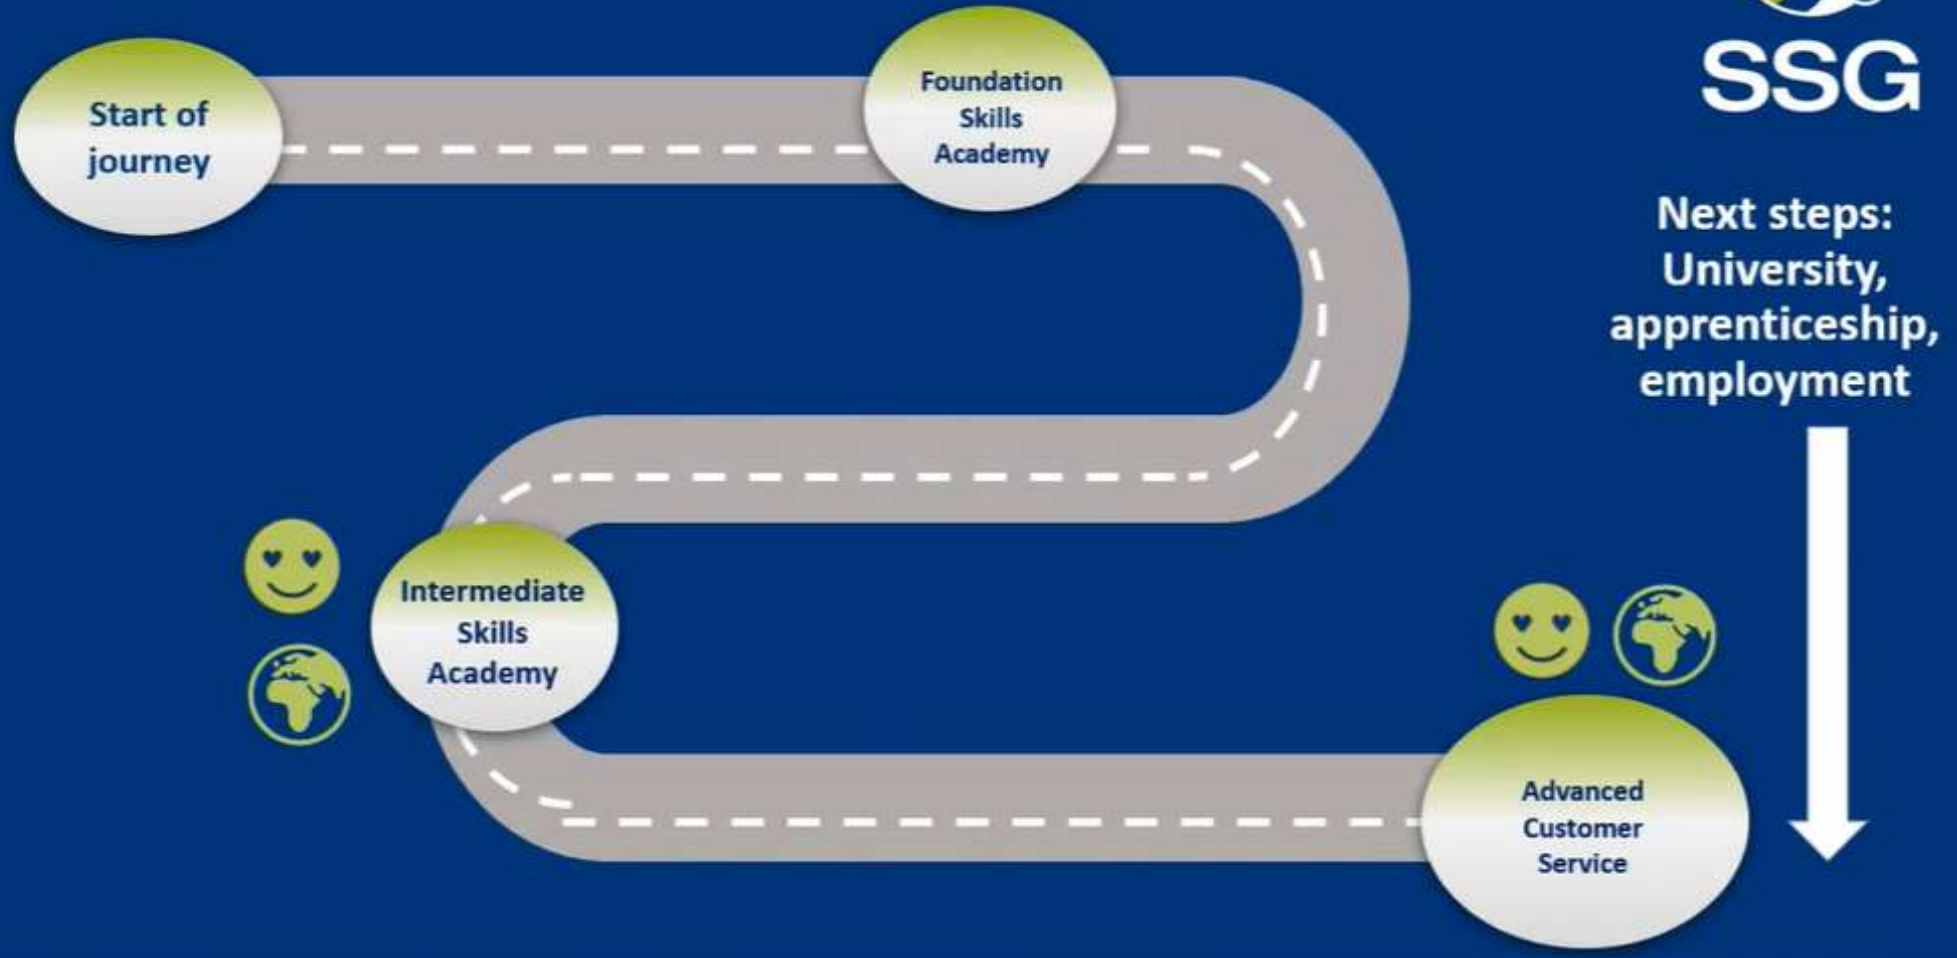 Start of
journey
Foundation
Skills
Academy
SSG
Next steps:
University,
apprenticeship,
employment
Intermediate
Skills
Academy
Advanced
Customer
Service